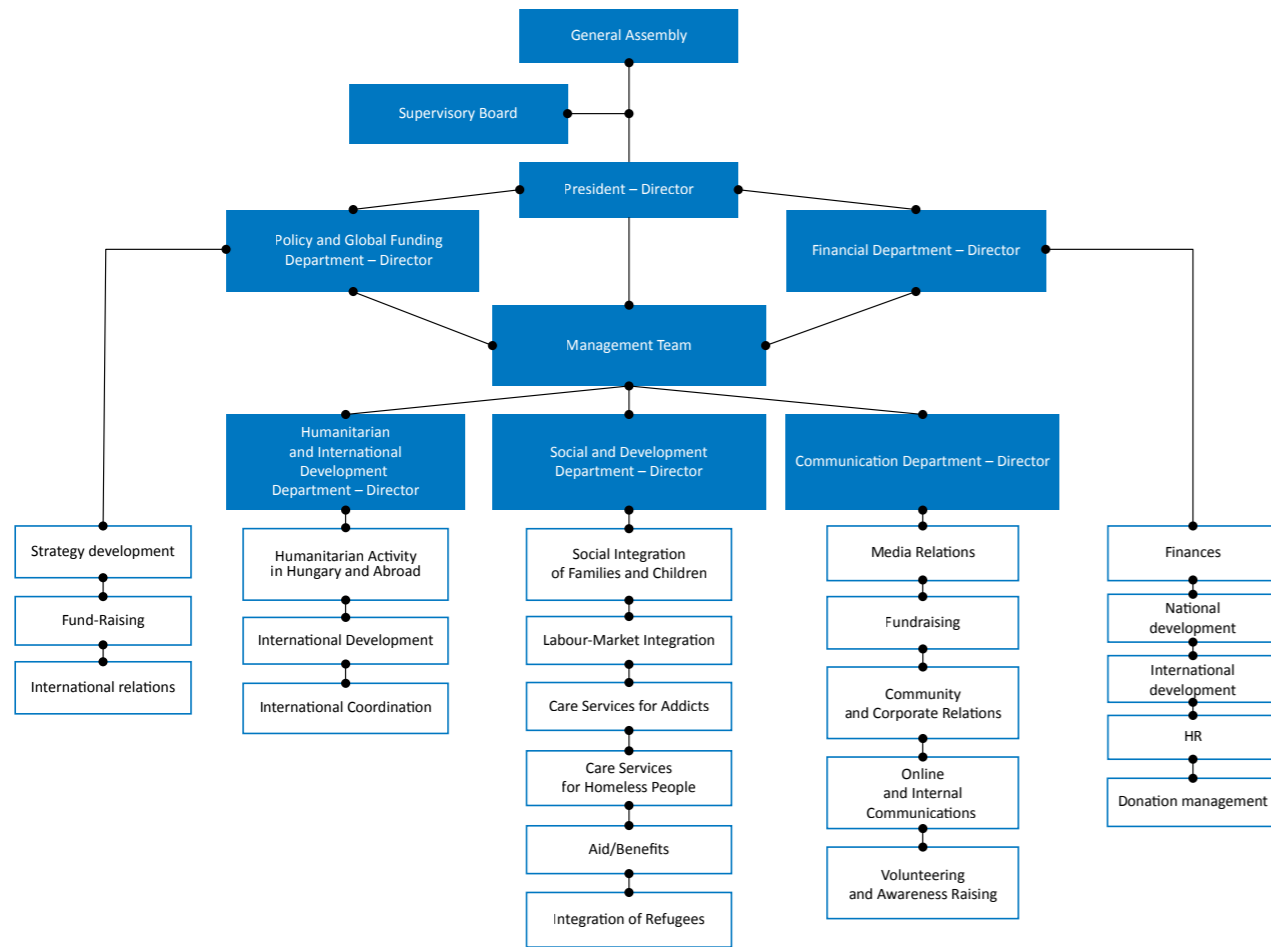 General Assembly
Supervisory Board
President – Director
Policy and Global Funding
Department – Director
Financial Department – Director
Management Team
Humanitarian
and International
Development
Department – Director
Social and Development
Department – Director
Communication Department – Director
Strategy development
Fund-Raising
International relations
Humanitarian Activity
in Hungary and Abroad
International Development
International Coordination
Social Integration
of Families and Children
Labour-Market Integration
Care Services for Addicts
Care Services
for Homeless People
Aid/Benefits
Integration of Refugees
Media Relations
Fundraising
Community
and Corporate Relations
Online
and Internal
Communications
Volunteering
and Awareness Raising
Finances
National
development
International
development
HR
Donation management